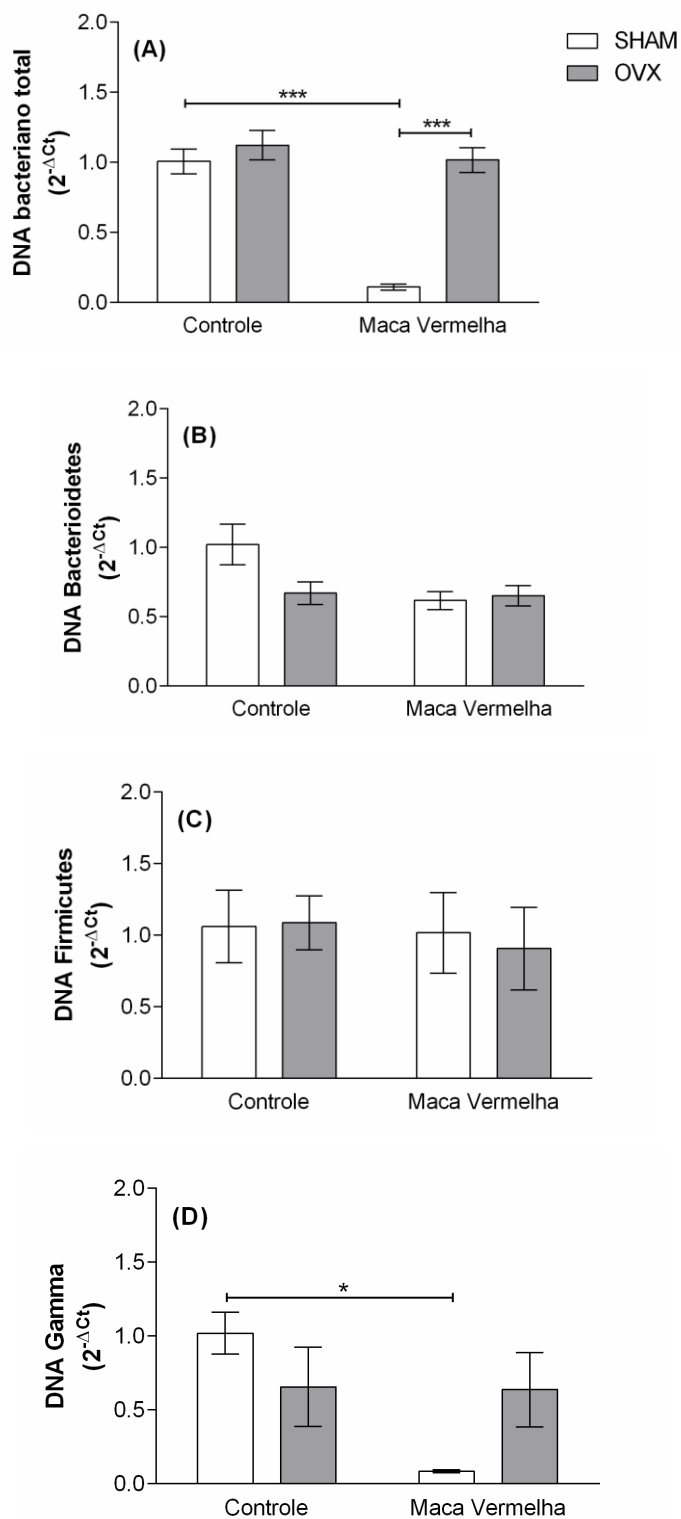 SHAM
OVX
(A)
DNA bacteriano total
(2-ΔCt)
2.0
1.5
1.0
0.5
0.0
***
***
Controle
Maca Vermelha
(B)
DNA Bacterioidetes
(2-ΔCt)
2.0
1.5
1.0
0.5
0.0
Controle
Maca Vermelha
(C)
DNA Firmicutes
(2-ΔCt)
2.0
1.5
1.0
0.5
0.0
Controle
Maca Vermelha
(D)
DNA Gamma
(2-ΔCt)
2.0
1.5
1.0
0.5
0.0
*
Controle
Maca Vermelha